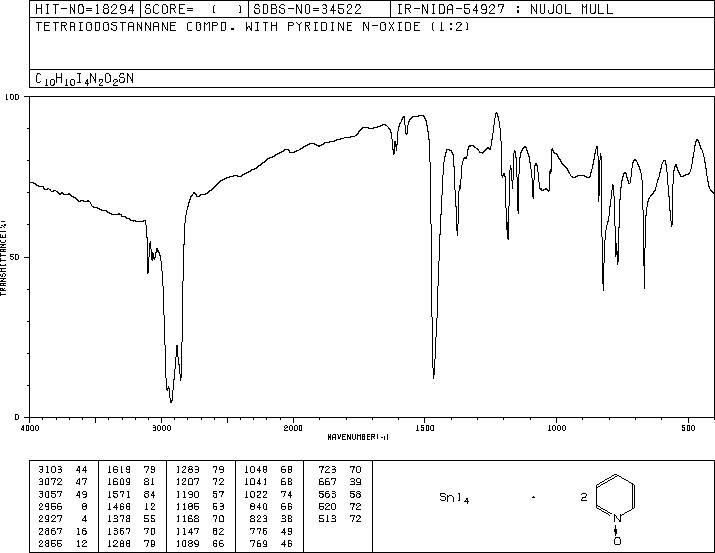 HIT-NO=18294 SCORE= ( ) SDBS-NO=34522 IR-NIDA-54927 : NUJOL MULL
TETRAIODOSTANNANE COMPD. WITH PYRIDINE N-OXIDE (1:2)
C10H10I4N2O2SN
100
50
0
TRANSMITTANCE(%)
4000 3000 2000 1500 1000 500
WAVENUMBER(-1)
3103 44 1619 79 1283 79 1048 68 723 70
3072 47 1609 81 1207 72 1041 68 667 39
3057 49 1571 84 1190 57 1022 74 563 58
2956 8 1468 12 1185 53 840 66 520 72
2927 4 1378 55 1168 70 823 38 513 72
2867 16 1367 70 1147 62 776 49
2855 12 1288 79 1089 66 769 46
SnI4 · 2
N
O